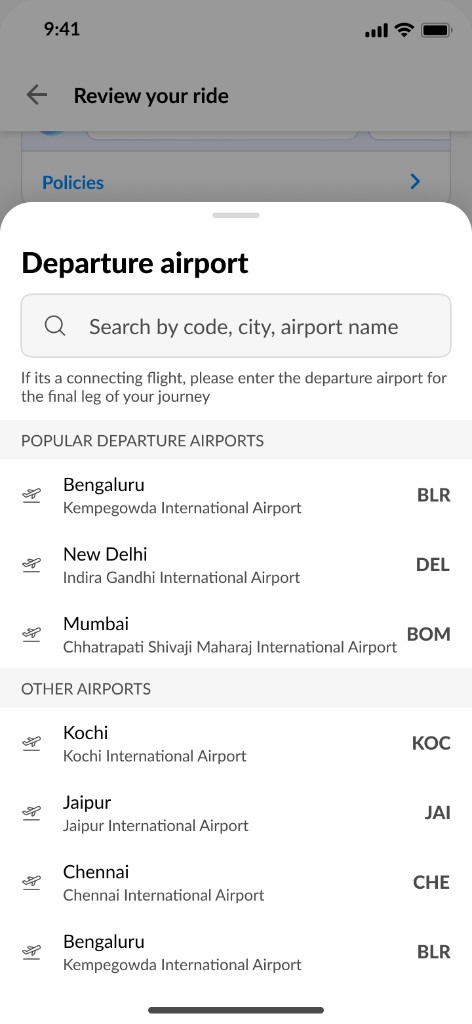 9:41
Review your ride
Policies
Departure airport
Search by code, city, airport name
If its a connecting flight, please enter the departure airport for
the final leg of your journey
POPULAR DEPARTURE AIRPORTS
Bengaluru
Kempegowda International Airport
BLR
New Delhi
Indira Gandhi International Airport
DEL
Mumbai
Chhatrapati Shivaji Maharaj International Airport
BOM
OTHER AIRPORTS
Kochi
Kochi International Airport
KOC
Jaipur
Jaipur International Airport
JAI
Chennai
Chennai International Airport
CHE
Bengaluru
Kempegowda International Airport
BLR